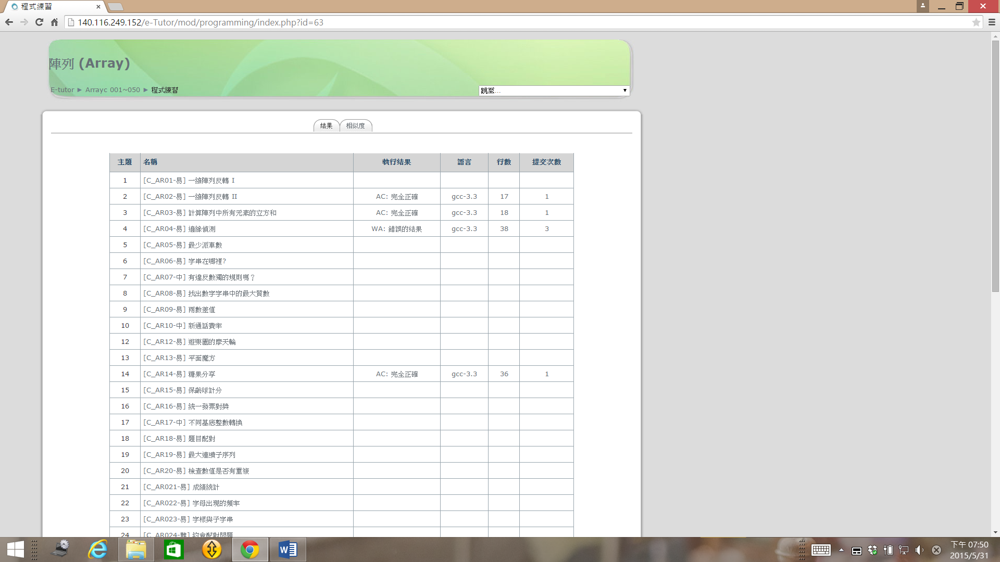 程式練習
140.116.249.152/e-Tutor/mod/programming/index.php?id=63
陣列 (Array)
E-tutor ► Arrayc 001~050 ► 程式練習
跳至...
结果 相似度
主題 名稱 執行结果 語言 行數 提交次數
1 [C_AR01-易] 一維陣列反轉 I
2 [C_AR02-易] 一維陣列反轉 II AC: 完全正確 gcc-3.3 17 1
3 [C_AR03-易] 計算陣列中所有元素的立方和 AC: 完全正確 gcc-3.3 18 1
4 [C_AR04-易] 邊緣偵測 WA: 錯誤的结果 gcc-3.3 38 3
5 [C_AR05-易] 最少派車數
6 [C_AR06-易] 字串在哪裡?
7 [C_AR07-中] 有違反數獨的規則嗎？
8 [C_AR08-易] 找出數字字串中的最大質數
9 [C_AR09-易] 兩數差值
10 [C_AR10-中] 新通話費率
12 [C_AR12-易] 遊樂園的摩天輪
13 [C_AR13-易] 平面魔方
14 [C_AR14-易] 糖果分享 AC: 完全正確 gcc-3.3 36 1
15 [C_AR15-易] 保齡球計分
16 [C_AR16-易] 統一發票對獎
17 [C_AR17-中] 不同基底整數轉換
18 [C_AR18-易] 題目配對
19 [C_AR19-易] 最大連續子序列
20 [C_AR20-易] 檢查數值是否有重複
21 [C_AR021-易] 成績統計
22 [C_AR022-易] 字母出現的頻率
23 [C_AR023-易] 字根與子字串
24 [C_AR024-難] 約會配對問題
下午 07:50
2015/5/31